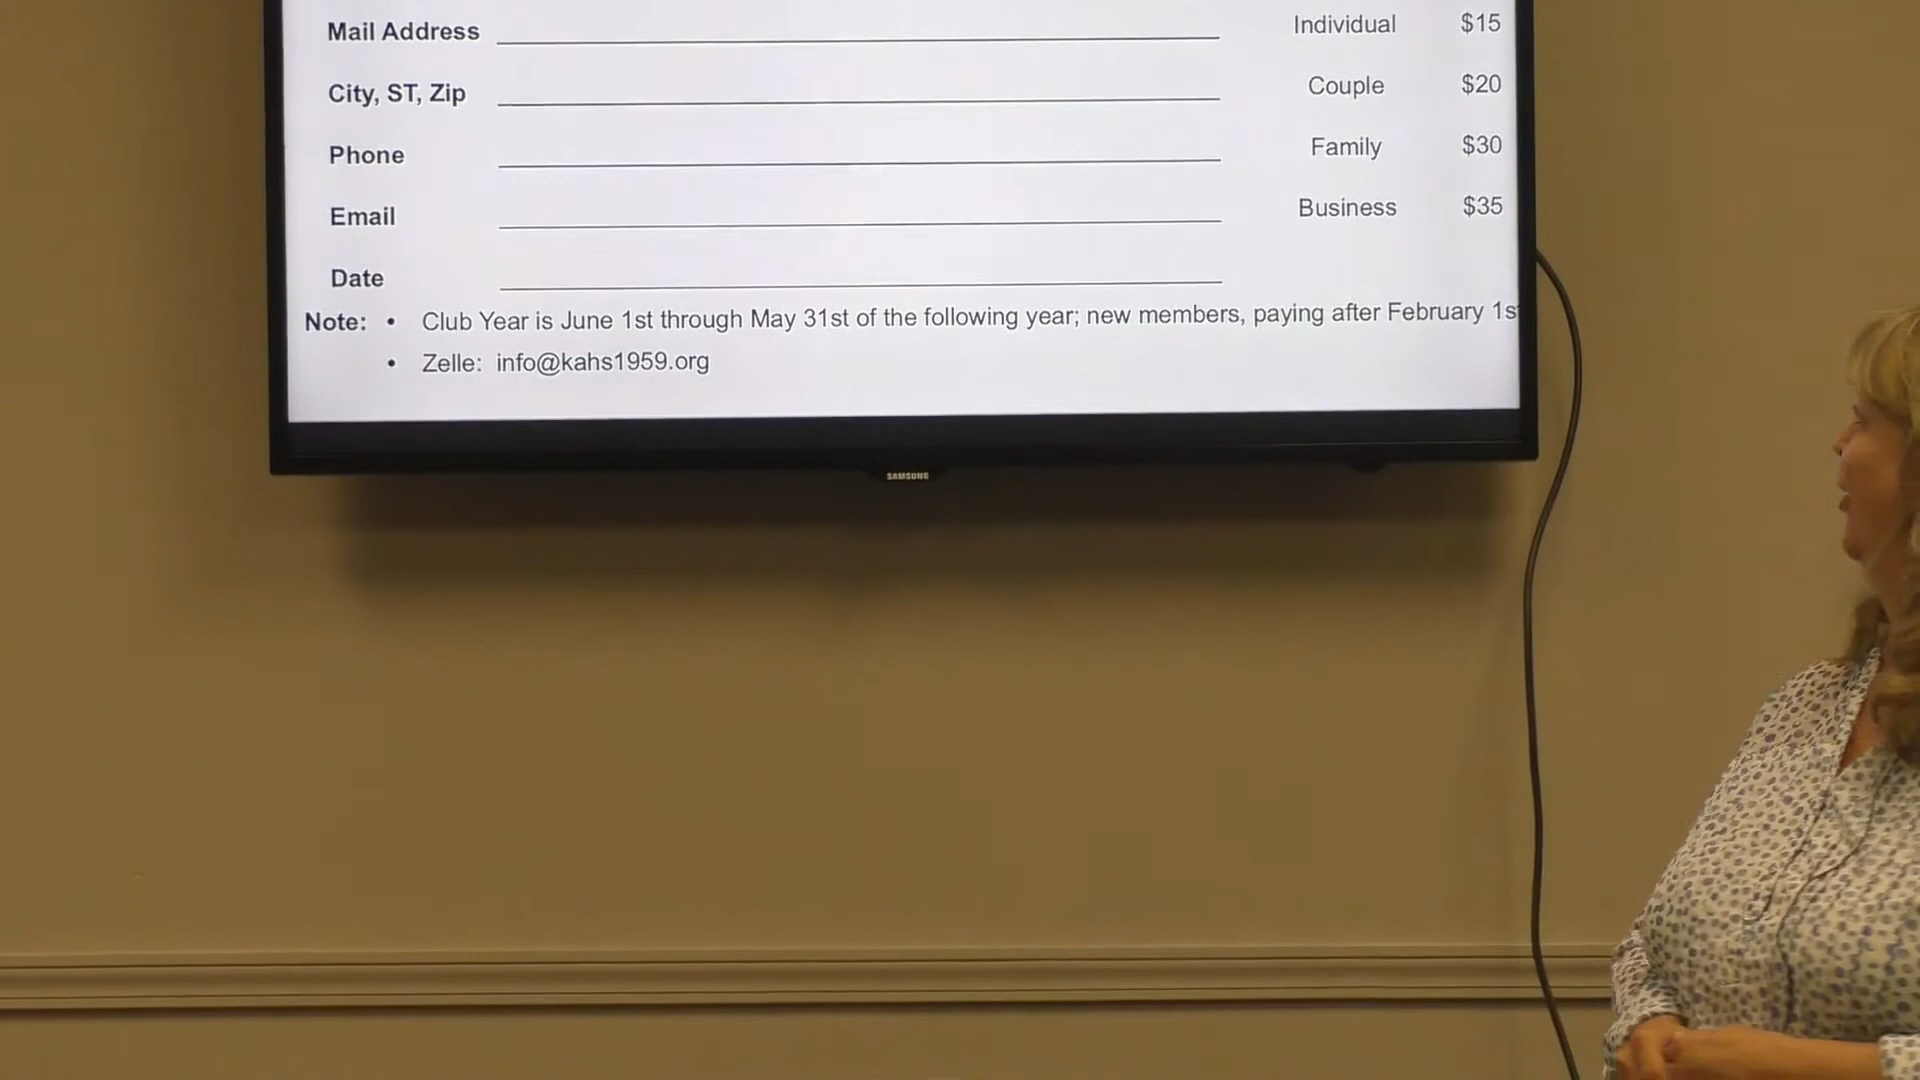 Mail Address Individual $15
City, ST, Zip Couple $20
Phone Family $30
Email Business $35
Date
Note: • Club Year is June 1st through May 31st of the following year; new members, paying after February 1s
• Zelle: info@kahs1959.org
SAMSUNG